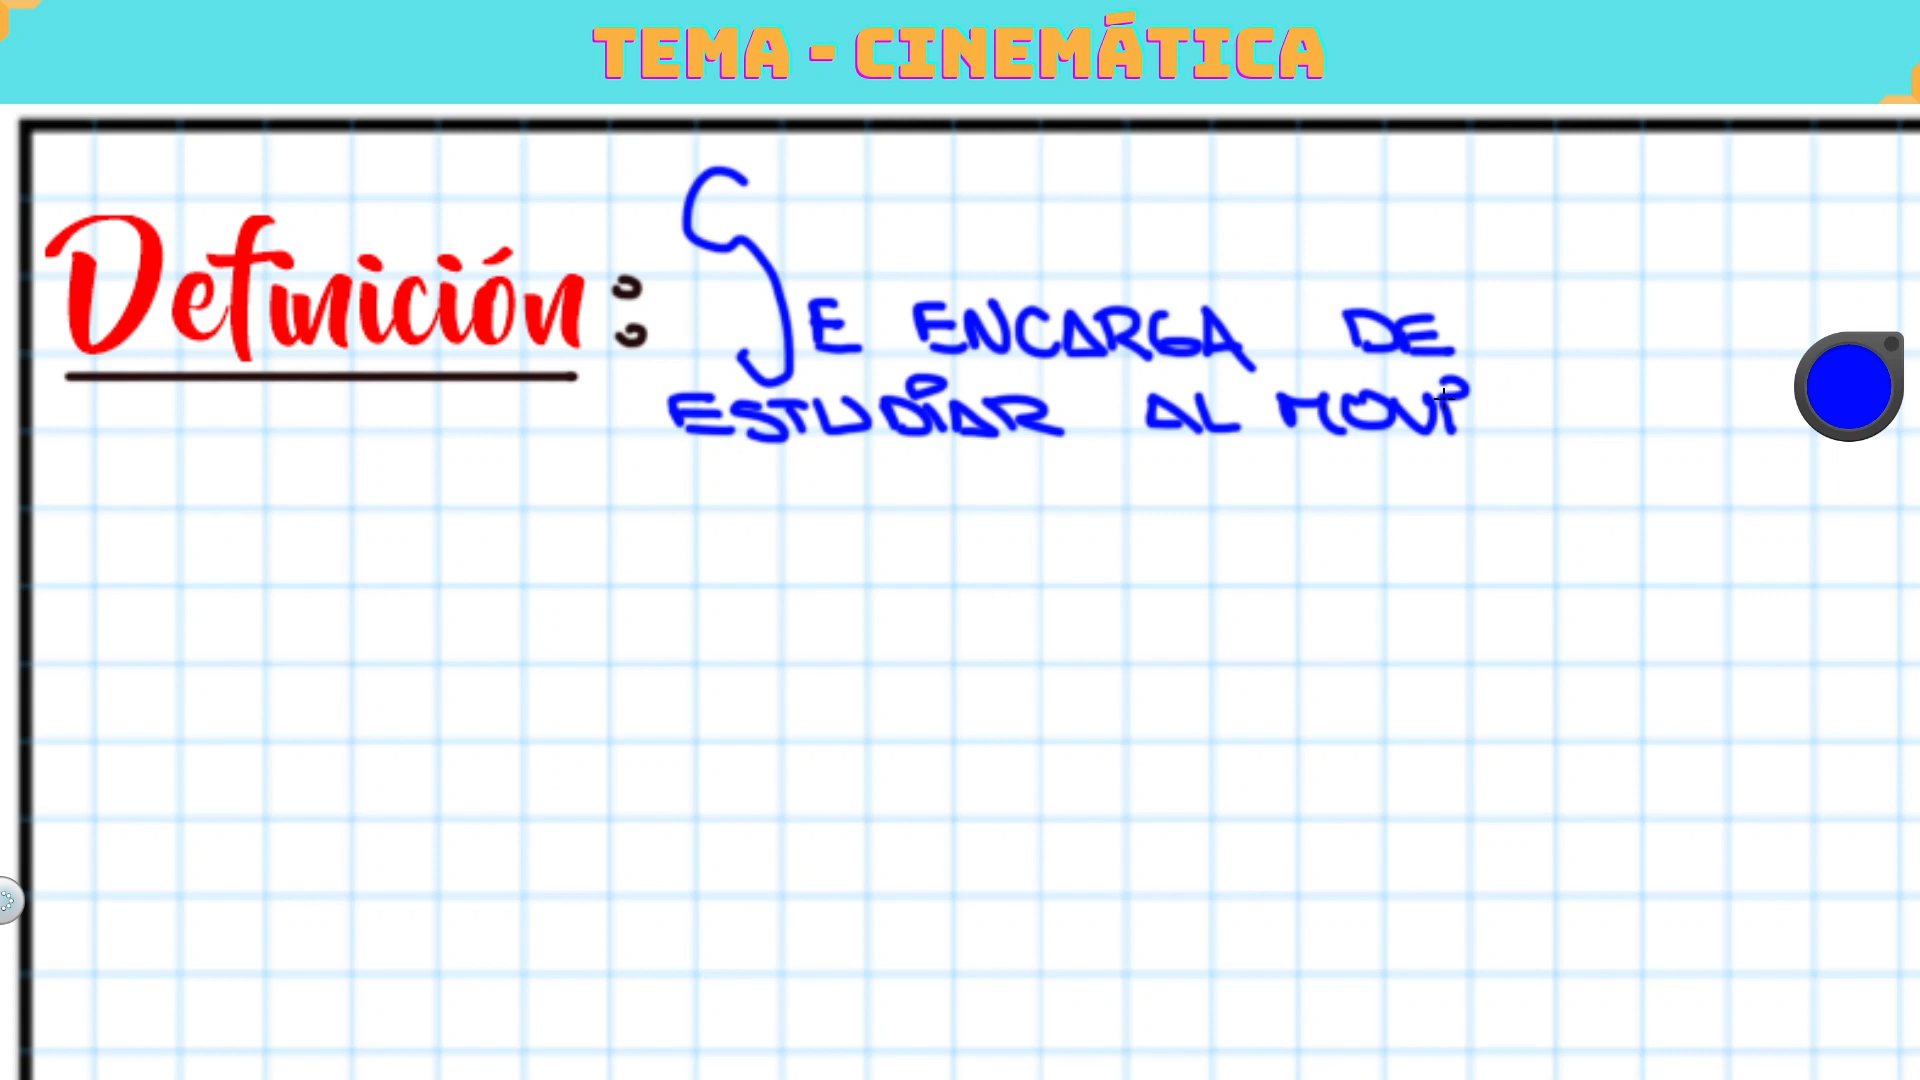 TEMA - CINEMÁTICA
Definición : SE ENCARGA DE
ESTUDIAR AL MOVI